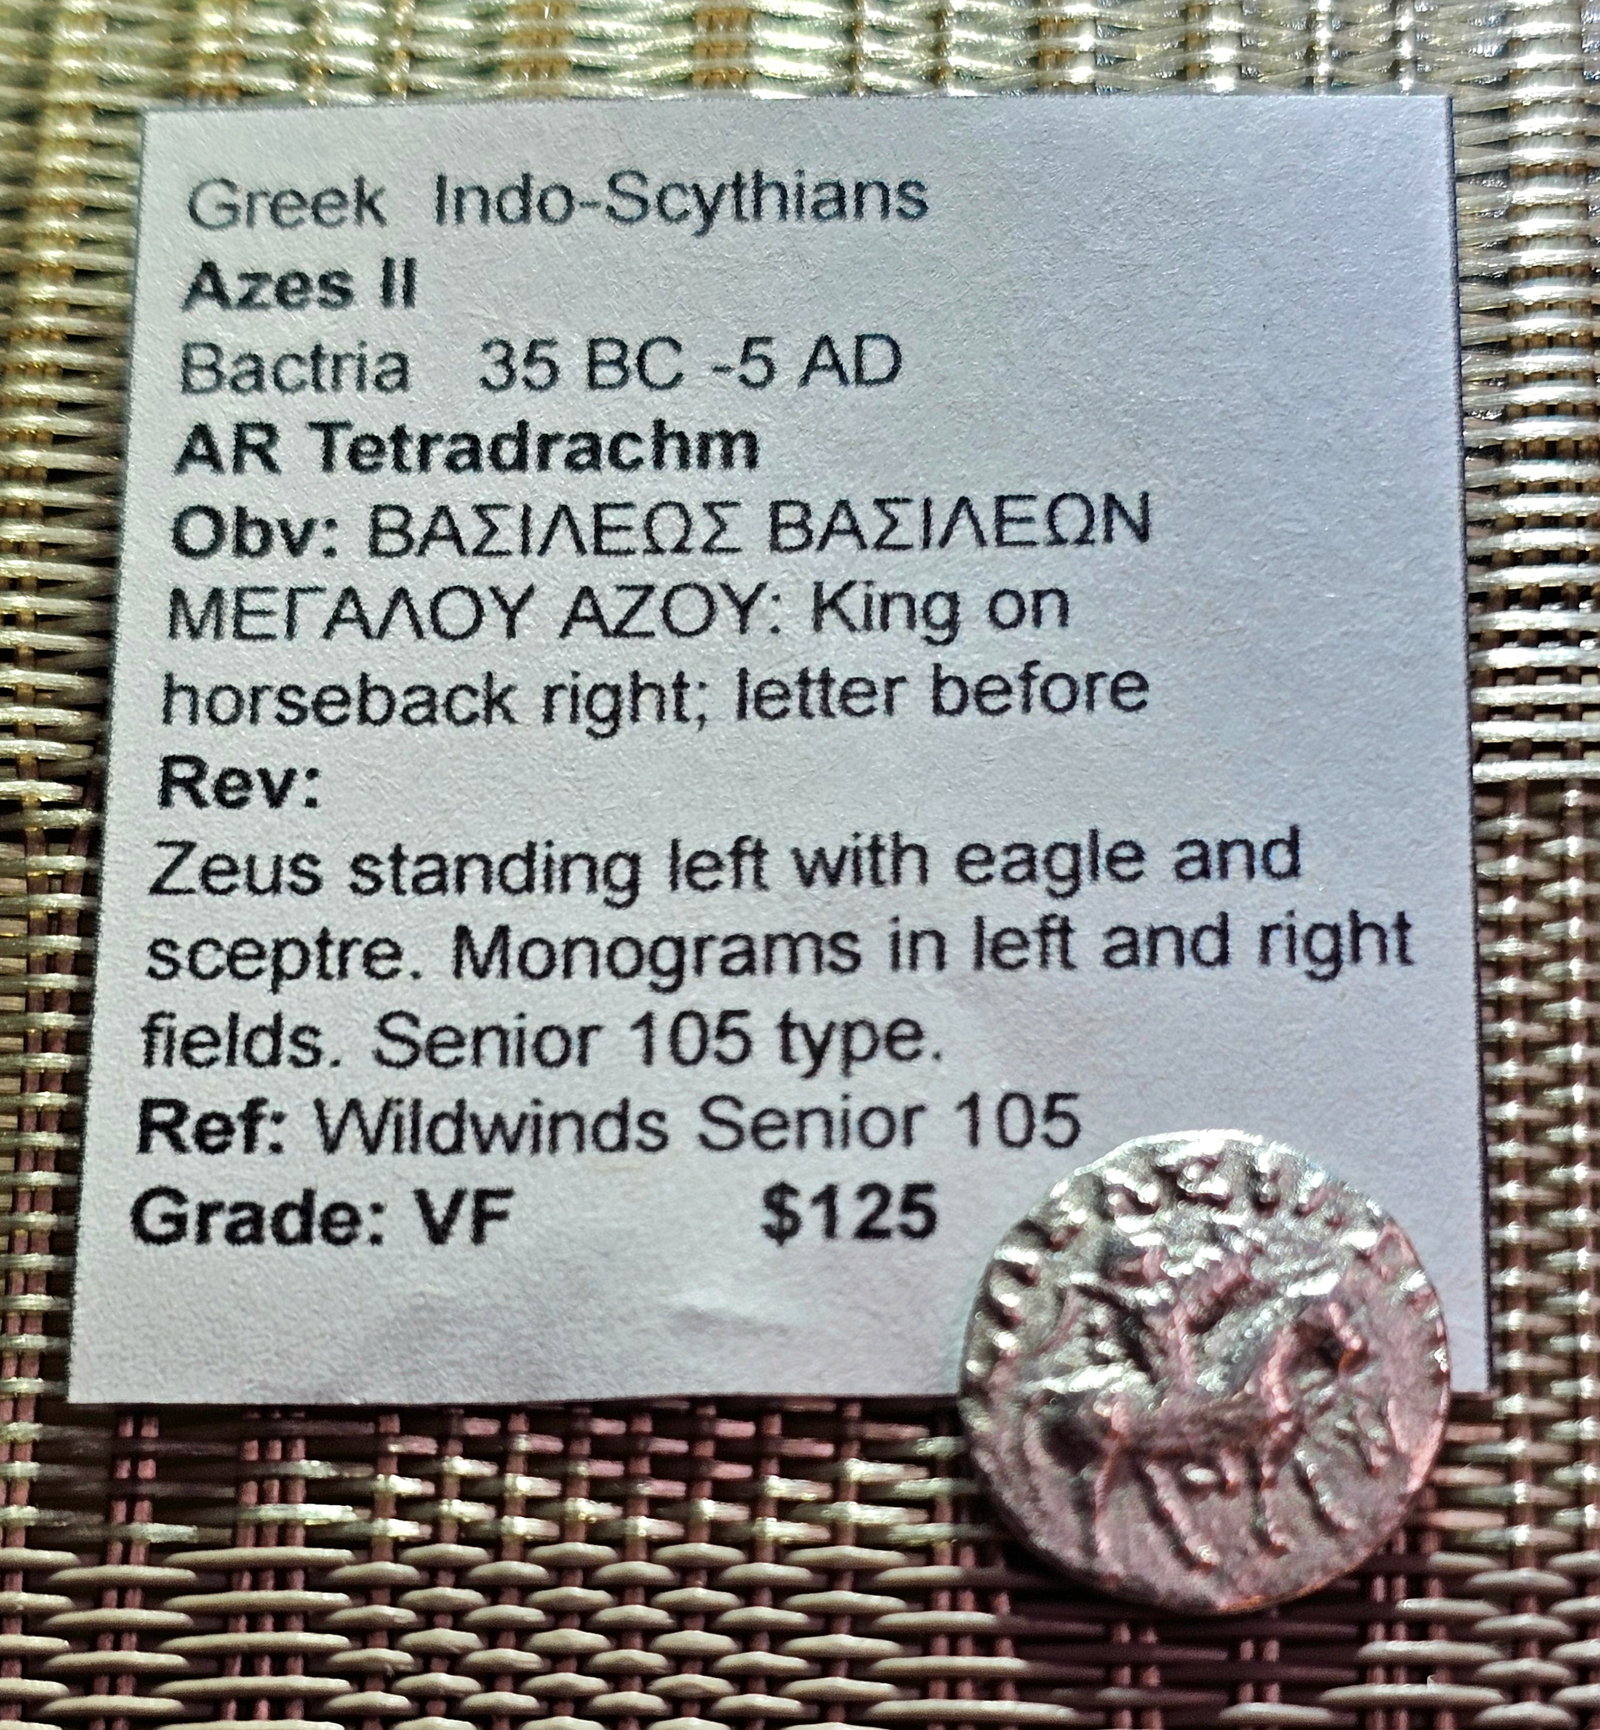 Greek Indo-Scythians
Azes II
Bactria 35 BC -5 AD
AR Tetradrachm
Obv: ΒΑΣΙΛΕΩΣ ΒΑΣΙΛΕΩΝ
ΜΕΓΑΛΟΥ ΑΖΟΥ: King on
horseback right; letter before
Rev:
Zeus standing left with eagle and
sceptre. Monograms in left and right
fields. Senior 105 type.
Ref: Wildwinds Senior 105
Grade: VF $125